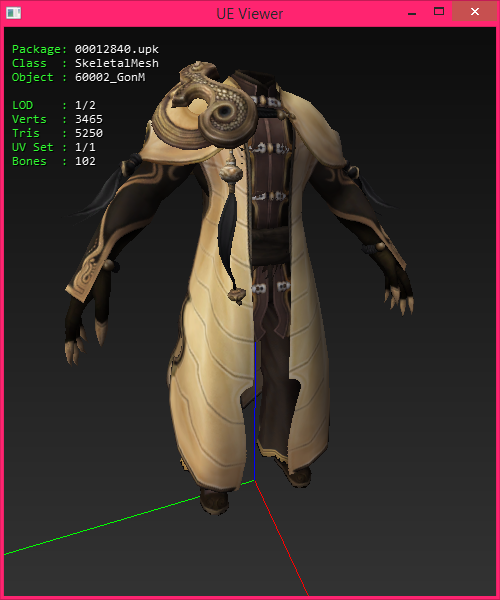 UE Viewer
Package: 00012840.upk
Class : SkeletalMesh
Object : 60002_GonM
LOD : 1/2
Verts : 3465
Tris : 5250
UV Set : 1/1
Bones : 102